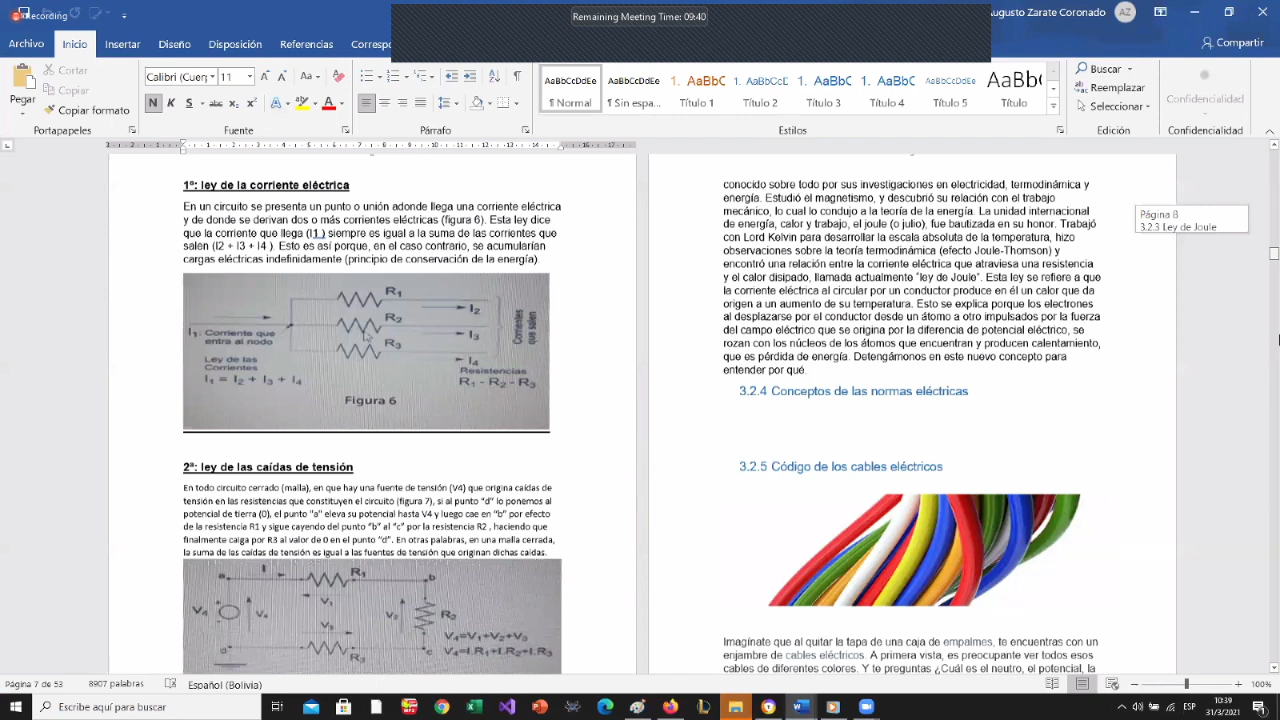 Remaining Meeting Time: 09:40
AZ
Cortar
Copiar
Copiar
Pegar
Calibri (Cuerp
11
N K S abc x₂ x²
Portapapeles
Fuente
Párrafo
AaBbCcDdEe
¶ Normal
AaBbCcDdEe
¶ Sin espa...
1. AaBbC
Título 1
1. AaBbCcD
Título 2
1. AaBbC
Título 3
1. AaBbC
Título 4
AaBbCcDdEe
Título 5
AaBb
Título
Estilos
Buscar
Seleccionar
Edición
Confidencialidad
Confidencialidad
1º: ley de la corriente eléctrica
En un circuito se presenta un punto o unión adonde llega una corriente eléctrica
y de donde se derivan dos o más corrientes eléctricas (figura 6). Esta ley dice
que la corriente que llega (I1 ) siempre es igual a la suma de las corrientes que
salen (I2 + I3 + I4 ). Esto es así porque, en el caso contrario, se acumularían
cargas eléctricas indefinidamente (principio de conservación de la energía).
R1
R2
R3
I2
I3
I4
Corrientes
que salen
I1: Corriente que
entra al nodo
Ley de las
Corrientes
I1 = I2 + I3 + I4
Resistencias
R1 - R2 - R3
Figura 6
2ª: ley de las caídas de tensión
En todo circuito cerrado (malla), en que hay una fuente de tensión (V4) que origina caídas de
tensión en las resistencias que constituyen el circuito (figura 7), si al punto "d" lo ponemos al
potencial de tierra (0), el punto "a" eleva su potencial hasta V4 y luego cae en "b" por efecto
de la resistencia R1 y sigue cayendo del punto "b" al "c" por la resistencia R2 , haciendo que
finalmente caiga por R3 al valor de 0 en el punto "d". En otras palabras, en una malla cerrada,
la suma de las caídas de tensión es igual a las fuentes de tensión que originan dichas caídas.
a I R1 b
V4 V4 V1 V2 R2
V3
V4=V1+V2+V3
V4=I.R1+I.R2+I.R3
d R3 c
conocido sobre todo por sus investigaciones en electricidad, termodinámica y
energía. Estudió el magnetismo, y descubrió su relación con el trabajo
mecánico, lo cual lo condujo a la teoría de la energía. La unidad internacional
de energía, calor y trabajo, el joule (o julio), fue bautizada en su honor. Trabajó
con Lord Kelvin para desarrollar la escala absoluta de la temperatura, hizo
observaciones sobre la teoría termodinámica (efecto Joule-Thomson) y
encontró una relación entre la corriente eléctrica que atraviesa una resistencia
y el calor disipado, llamada actualmente "ley de Joule". Esta ley se refiere a que
la corriente eléctrica al circular por un conductor produce en él un calor que da
origen a un aumento de su temperatura. Esto se explica porque los electrones
al desplazarse por el conductor desde un átomo a otro impulsados por la fuerza
del campo eléctrico que se origina por la diferencia de potencial eléctrico, se
rozan con los núcleos de los átomos que encuentran y producen calentamiento,
que es pérdida de energía. Detengámonos en este nuevo concepto para
entender por qué.
3.2.4 Conceptos de las normas eléctricas
3.2.5 Código de los cables eléctricos
Imagínate que al quitar la tapa de una caja de empalmes, te encuentras con un
enjambre de cables eléctricos. A primera vista, es preocupante ver todos esos
cables de diferentes colores. Y te preguntas ¿Cuál es el neutro, el potencial, la
Página 8
3.2.3 Ley de Joule
Página 7 de 53
8907 palabras
Español (Bolivia)
100%
Escribe aquí para buscar
10:39
31/3/2021